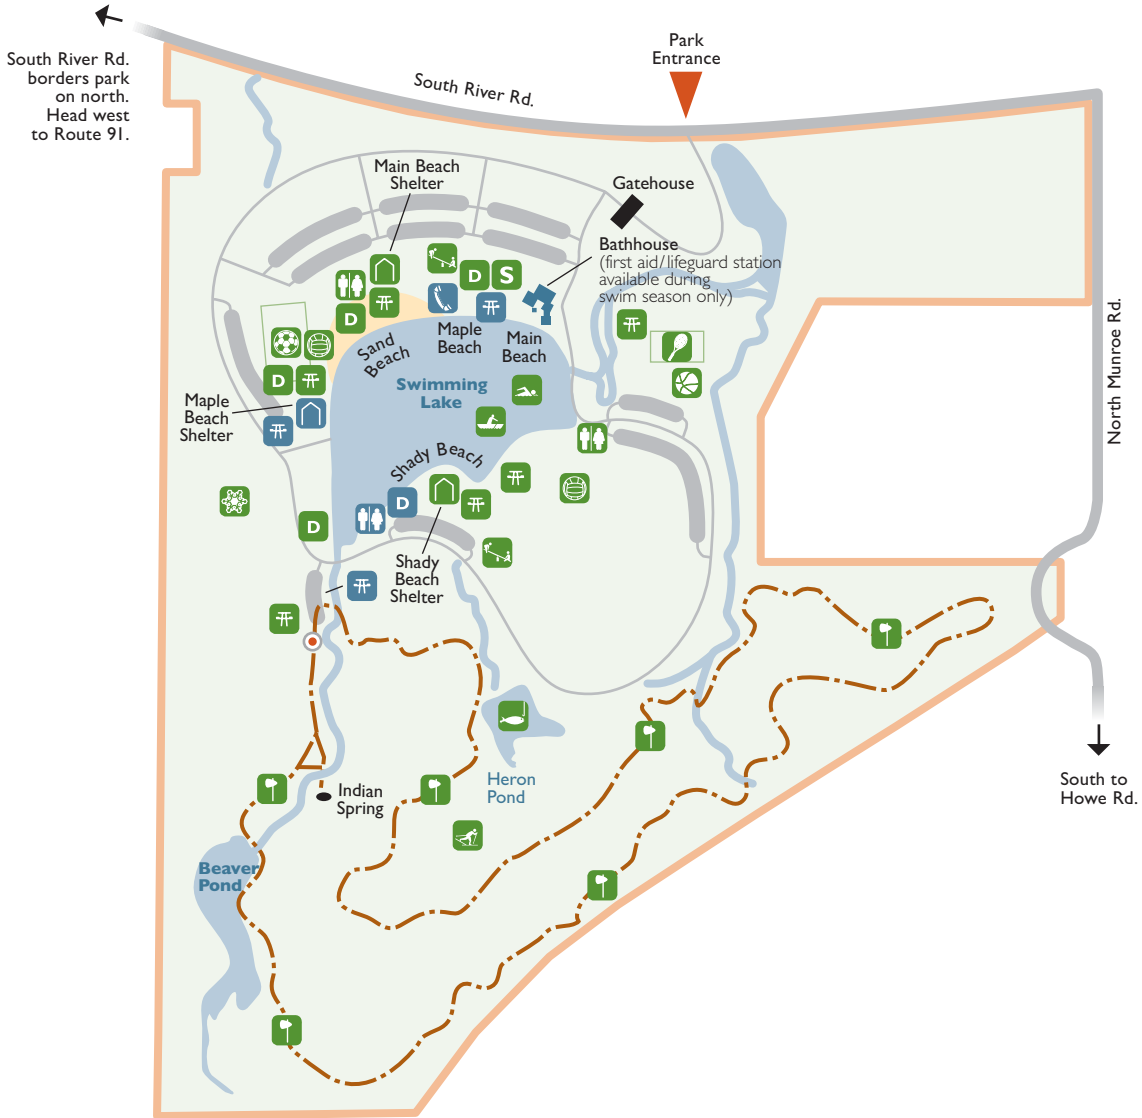 South River Rd.
borders park
on north.
Head west
to Route 91.
South River Rd.
Park
Entrance
Main Beach
Shelter
Gatehouse
Bathhouse
(first aid/lifeguard station
available during
swim season only)
D
S
D
Sand
Beach
Maple
Beach
Main
Beach
North Munroe Rd.
D
Swimming
Lake
Maple
Beach
Shelter
Shady Beach
D
D
Shady
Beach
Shelter
Heron
Pond
Indian
Spring
South to
Howe Rd.
Beaver
Pond